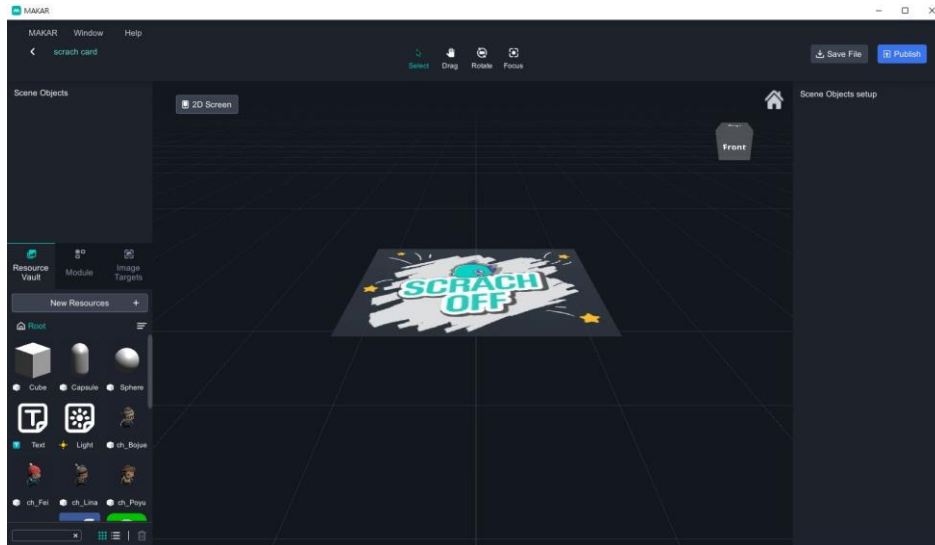 MAKAR
MAKAR Window Help
scrach card
Select Drag Rotate Focus
Save File
Publish
Scene Objects
2D Screen
Scene Objects setup
Front
SCRACH
OFF
Resource Vault
Module
Image Targets
New Resources +
Root
Cube Capsule Sphere
Text Light ch_Bojue
ch_Fei ch_Lina ch_Poyu